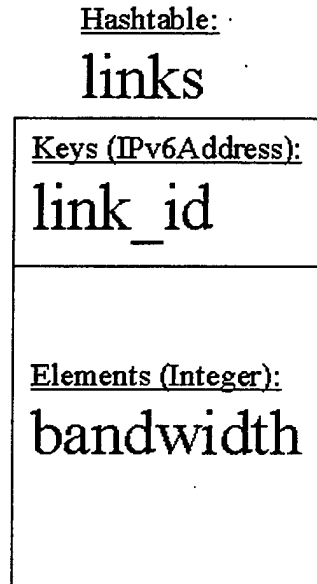 Hashtable:
links
Keys (IPv6Address):
link_id
Elements (Integer):
bandwidth